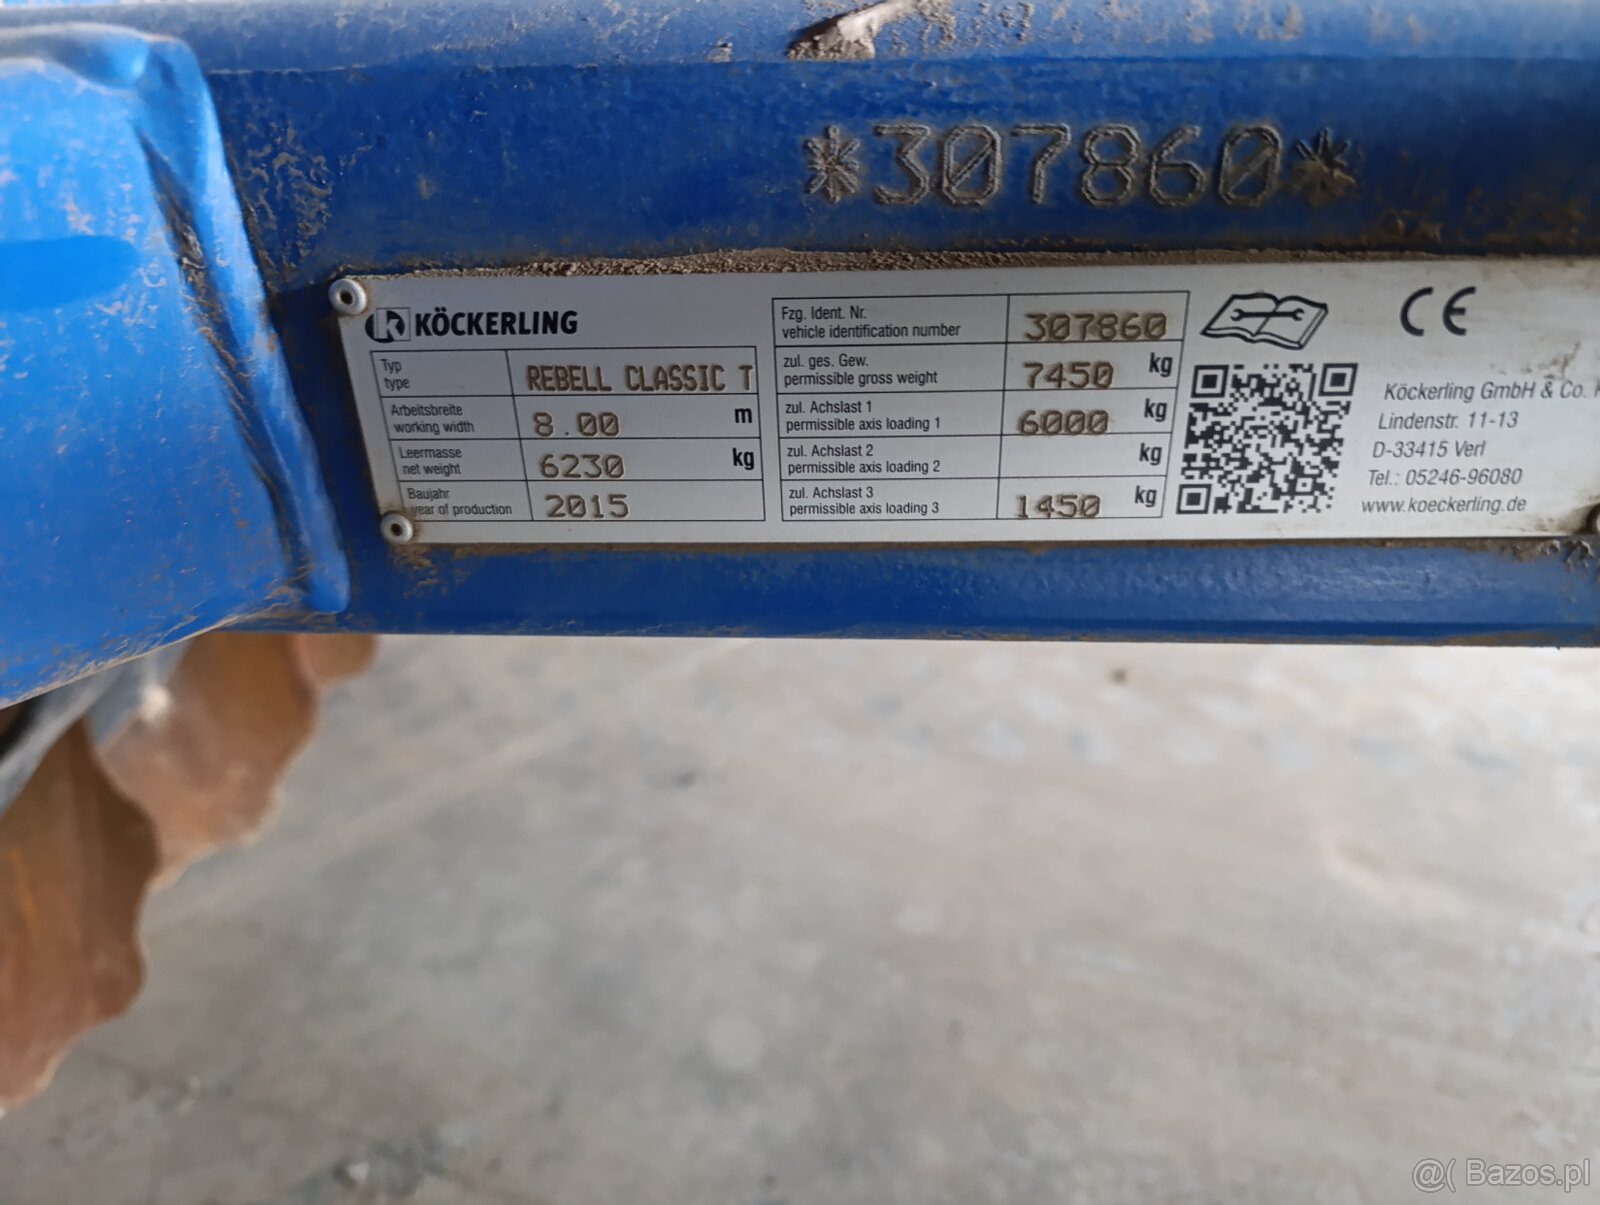 *307860*
KÖCKERLING
Typ
type
REBELL CLASSIC T
Arbeitsbreite
working width
8.00 m
Leermasse
net weight
6230 kg
Baujahr
year of production
2015
Fzg. Ident. Nr.
vehicle identification number
307860
zul. ges. Gew.
permissible gross weight
7450 kg
zul. Achslast 1
permissible axis loading 1
6000 kg
zul. Achslast 2
permissible axis loading 2
kg
zul. Achslast 3
permissible axis loading 3
1450 kg
CE
Köckerling GmbH & Co.
Lindenstr. 11-13
D-33415 Verl
Tel.: 05246-96080
www.koeckerling.de
@( Bazos.pl